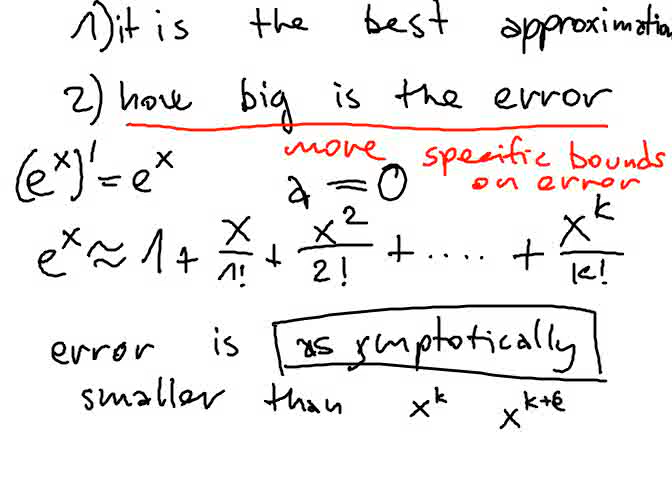 1) it is the best approximation
2) how big is the error
more specific bounds
on error
(e^x)' = e^x a = 0
e^x ≈ 1 + x/1! + x^2/2! + .... + x^k/k!
error is asymptotically
smaller than x^k x^{k+ε}